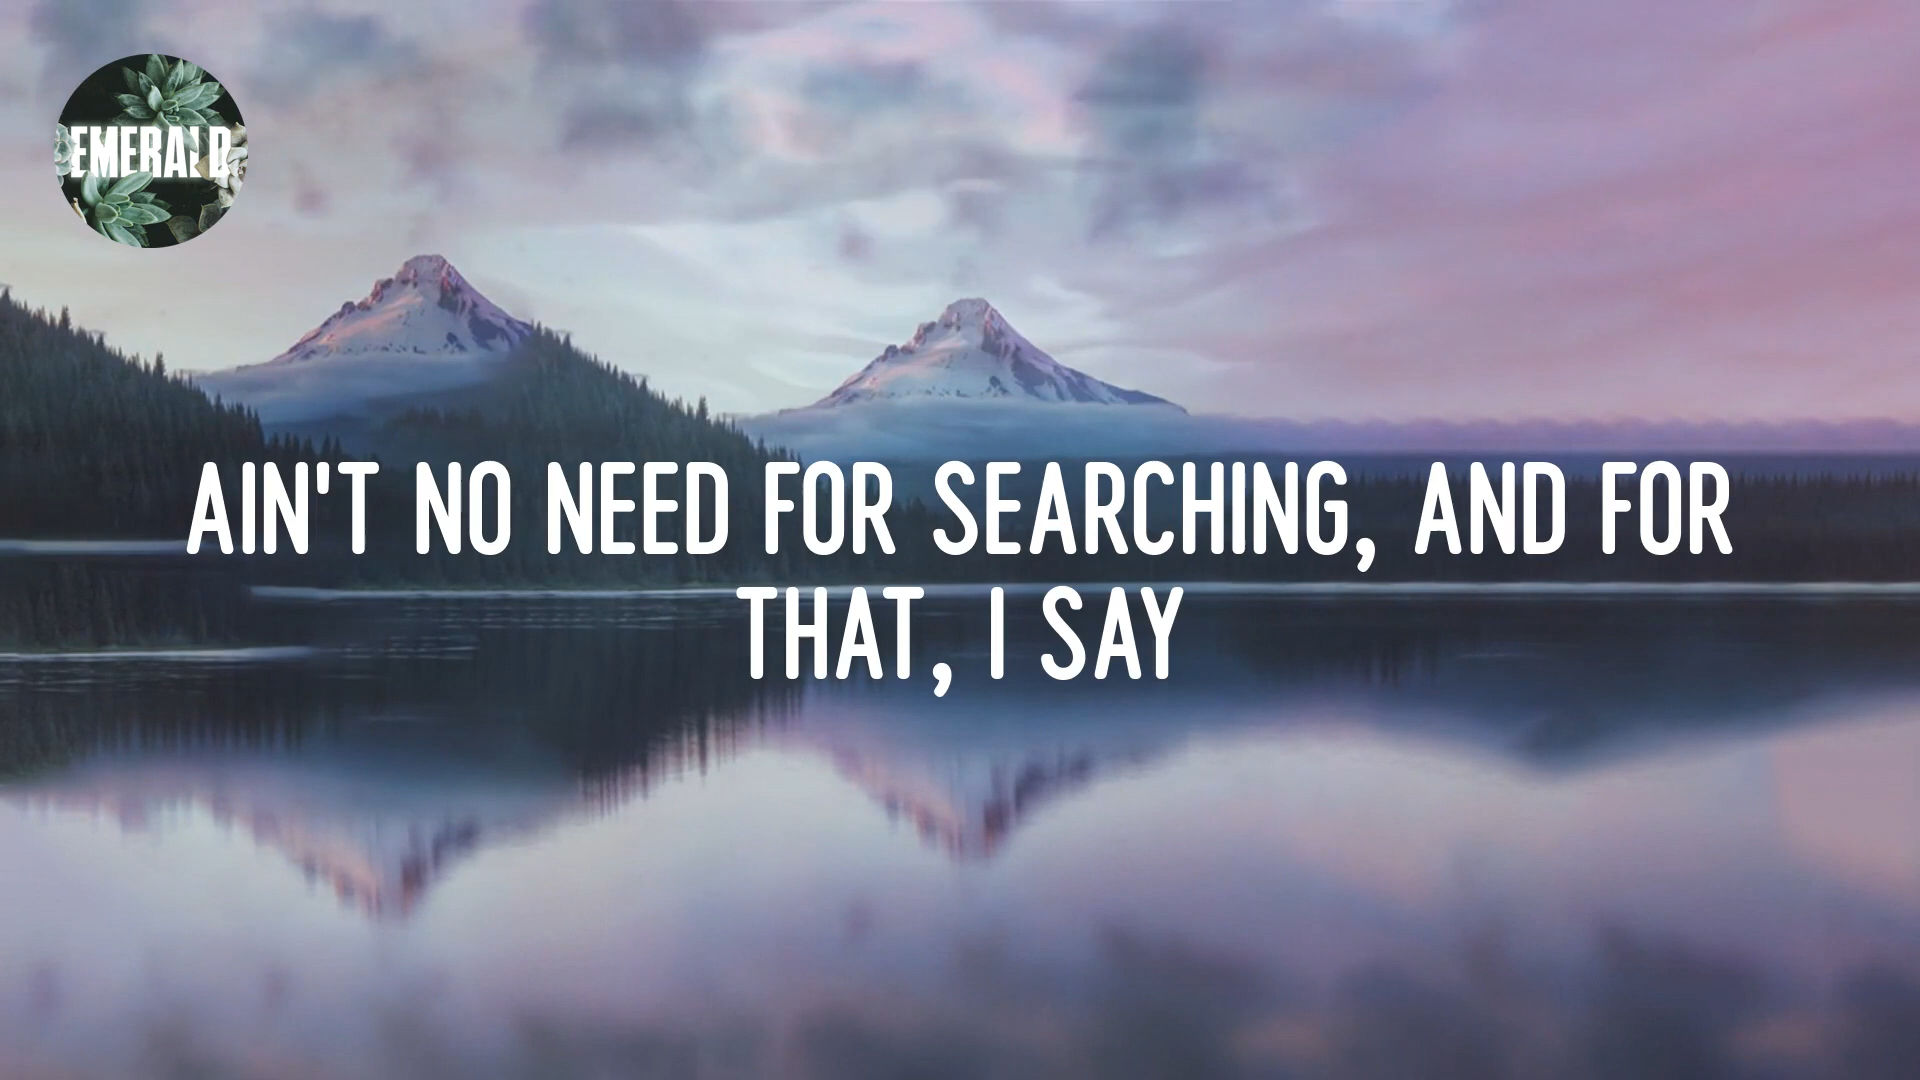 EMERALD
AIN'T NO NEED FOR SEARCHING, AND FOR
THAT, I SAY